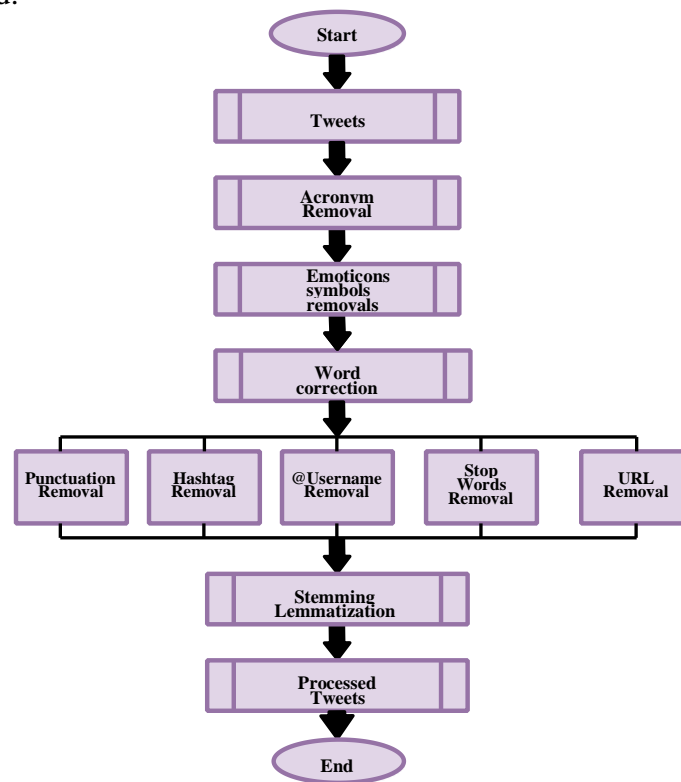 d.
Start
Tweets
Acronym
Removal
Emoticons
symbols
removals
Word
correction
Punctuation
Removal
Hashtag
Removal
@Username
Removal
Stop
Words
Removal
URL
Removal
Stemming
Lemmatization
Processed
Tweets
End